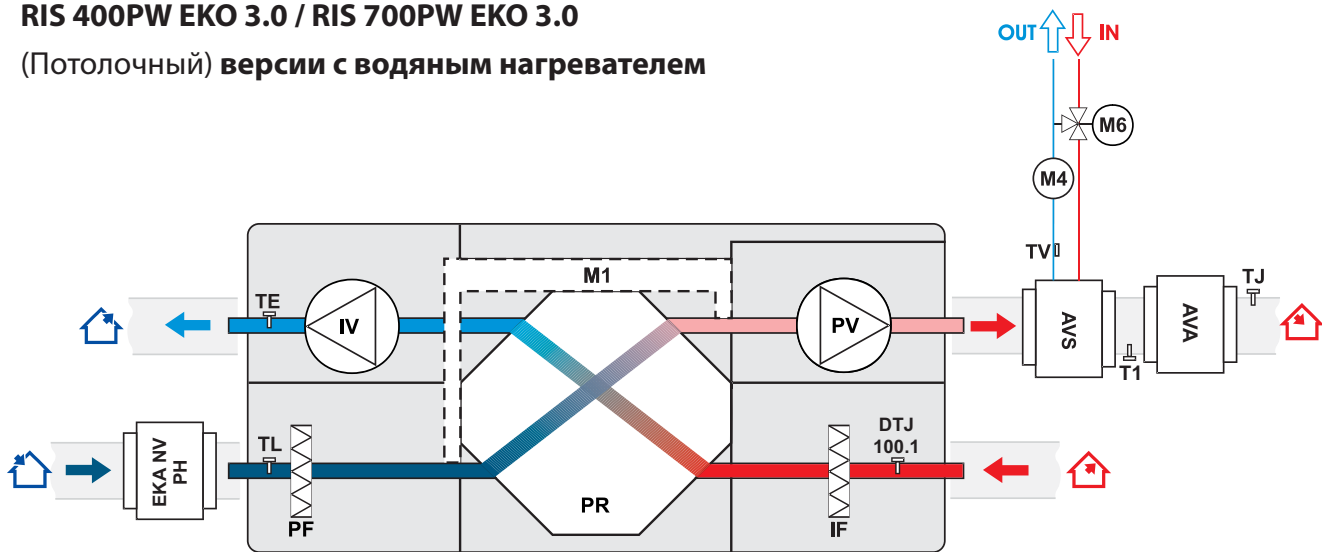 RIS 400PW EKO 3.0 / RIS 700PW EKO 3.0
(Потолочный) версии с водяным нагревателем
OUT IN
M6
M4
TV
M1
TE
IV
PV
AVS
T1
AVA
TJ
EKA NV
PH
TL
PF
PR
IF
DTJ
100.1